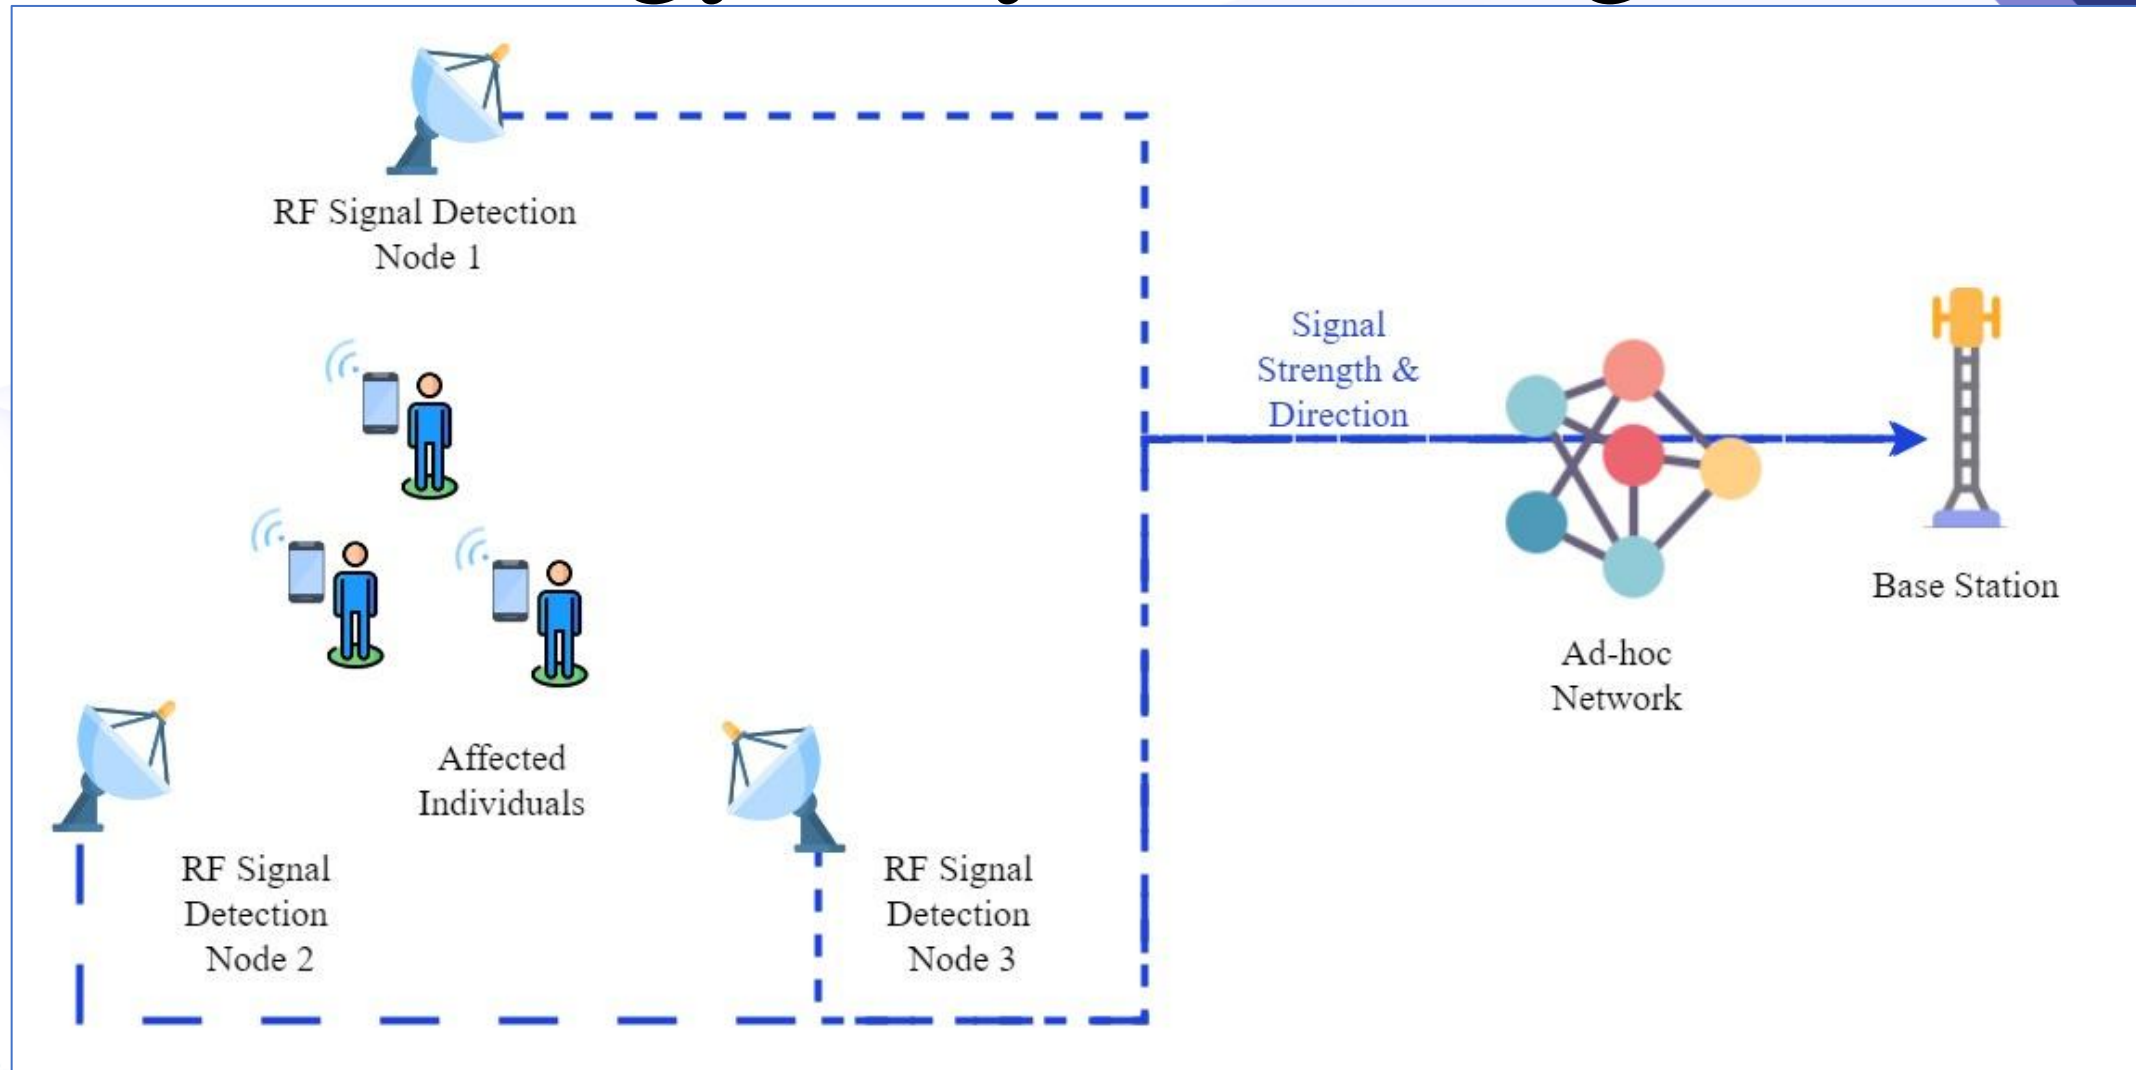 RF Signal Detection
Node 1
Signal
Strength &
Direction
Base Station
Ad-hoc
Network
Affected
Individuals
RF Signal
Detection
Node 2
RF Signal
Detection
Node 3